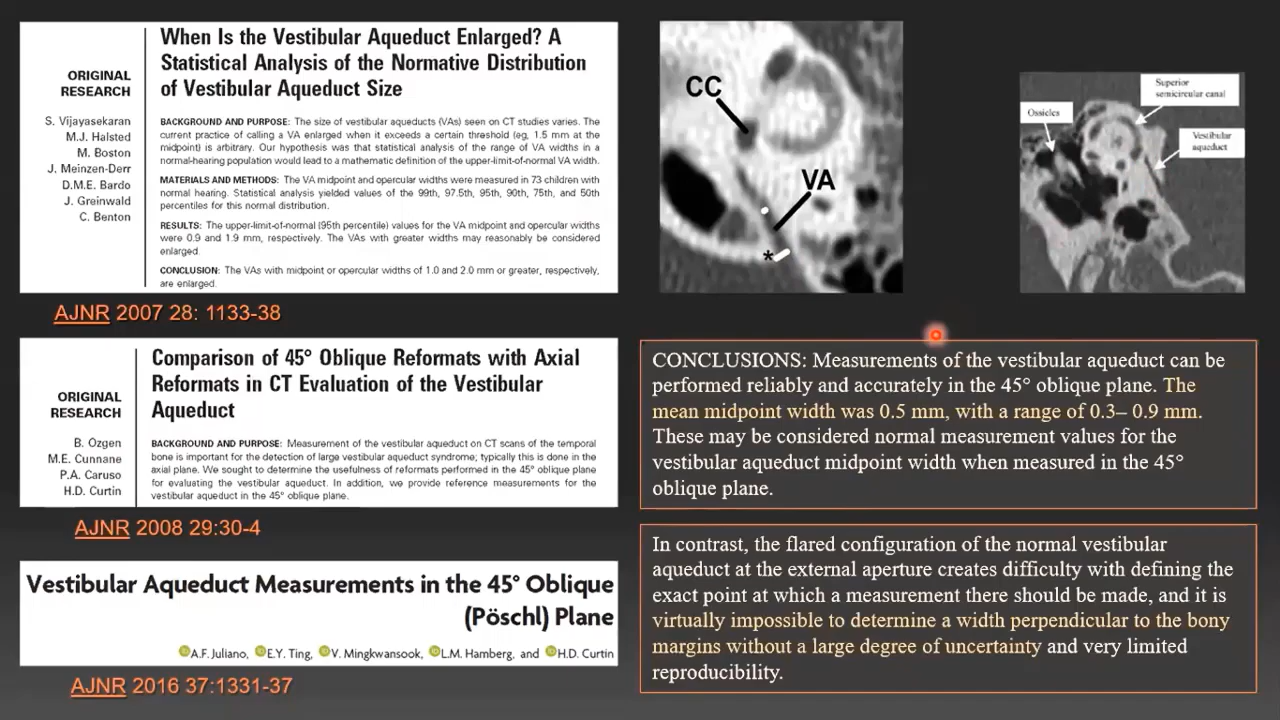 When Is the Vestibular Aqueduct Enlarged? A
Statistical Analysis of the Normative Distribution
of Vestibular Aqueduct Size
ORIGINAL
RESEARCH
S. Vijayasekaran
M.J. Halsted
M. Boston
J. Meinzen-Derr
D.M.E. Bardo
J. Greinwald
C. Benton
BACKGROUND AND PURPOSE: The size of vestibular aqueducts (VAs) seen on CT studies varies. The
current practice of calling a VA enlarged when it exceeds a certain threshold (eg, 1.5 mm at the
midpoint) is arbitrary. Our hypothesis was that statistical analysis of the range of VA widths in a
normal-hearing population would lead to a mathematic definition of the upper-limit-of-normal VA width.
MATERIALS AND METHODS: The VA midpoint and opercular widths were measured in 73 children with
normal hearing. Statistical analysis yielded values of the 99th, 97.5th, 95th, 90th, 75th, and 50th
percentiles for this normal distribution.
RESULTS: The upper-limit-of-normal (95th percentile) values for the VA midpoint and opercular widths
were 0.9 and 1.9 mm, respectively. The VAs with greater widths may reasonably be considered
enlarged.
CONCLUSION: The VAs with midpoint or opercular widths of 1.0 and 2.0 mm or greater, respectively,
are enlarged.
AJNR 2007 28: 1133-38
CC
VA
*
Superior
semicircular canal
Ossicles
Vestibular
aqueduct
Comparison of 45° Oblique Reformats with Axial
Reformats in CT Evaluation of the Vestibular
Aqueduct
ORIGINAL
RESEARCH
B. Ozgen
M.E. Cunnane
P.A. Caruso
H.D. Curtin
BACKGROUND AND PURPOSE: Measurement of the vestibular aqueduct on CT scans of the temporal
bone is important for the detection of large vestibular aqueduct syndrome; typically this is done in the
axial plane. We sought to determine the usefulness of reformats performed in the 45° oblique plane
for evaluating the vestibular aqueduct. In addition, we provide reference measurements for the
vestibular aqueduct in the 45° oblique plane.
AJNR 2008 29:30-4
CONCLUSIONS: Measurements of the vestibular aqueduct can be
performed reliably and accurately in the 45° oblique plane. The
mean midpoint width was 0.5 mm, with a range of 0.3– 0.9 mm.
These may be considered normal measurement values for the
vestibular aqueduct midpoint width when measured in the 45°
oblique plane.
Vestibular Aqueduct Measurements in the 45° Oblique
(Pöschl) Plane
A.F. Juliano, E.Y. Ting, V. Mingkwansook, L.M. Hamberg, and H.D. Curtin
AJNR 2016 37:1331-37
In contrast, the flared configuration of the normal vestibular
aqueduct at the external aperture creates difficulty with defining the
exact point at which a measurement there should be made, and it is
virtually impossible to determine a width perpendicular to the bony
margins without a large degree of uncertainty and very limited
reproducibility.